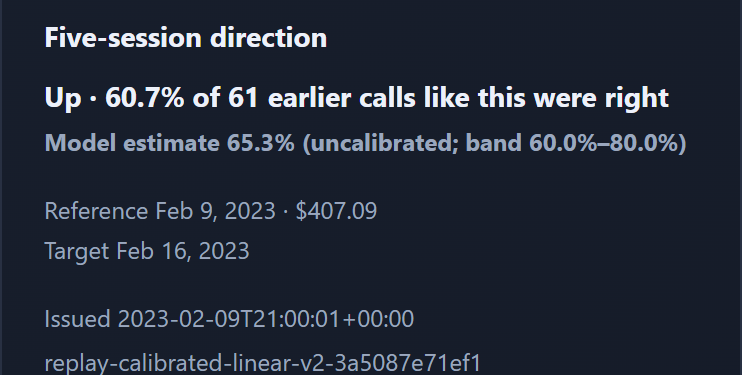 Five-session direction
Up · 60.7% of 61 earlier calls like this were right
Model estimate 65.3% (uncalibrated; band 60.0%–80.0%)
Reference Feb 9, 2023 · $407.09
Target Feb 16, 2023
Issued 2023-02-09T21:00:01+00:00
replay-calibrated-linear-v2-3a5087e71ef1